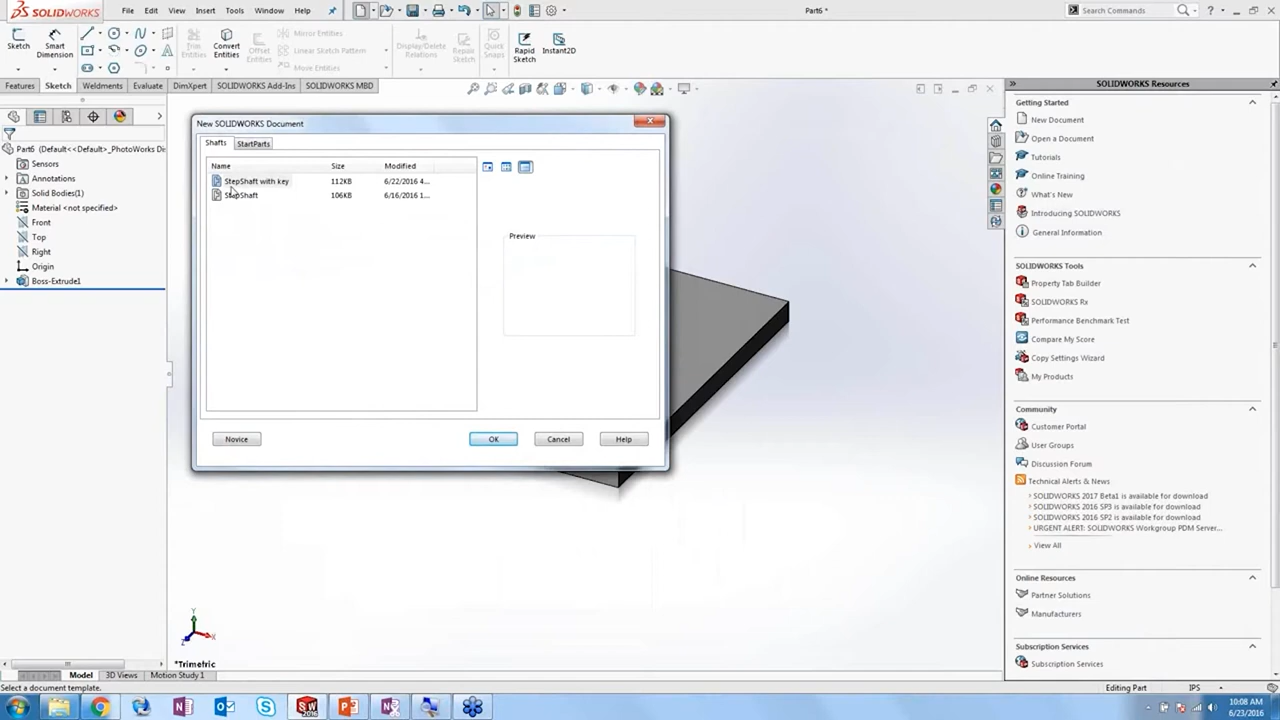 SOLIDWORKS File Edit View Insert Tools Window Help Part6 * Search Commands
Sketch Smart Dimension Trim Entities Convert Entities Offset Entities Mirror Entities Linear Sketch Pattern Move Entities Display/Delete Relations Repair Sketch Quick Snaps Rapid Sketch Instant2D
Features Sketch Weldments Evaluate DimXpert SOLIDWORKS Add-Ins SOLIDWORKS MBD
Part6 (Default<<Default>_PhotoWorks Dis
Sensors
Annotations
Solid Bodies(1)
Material <not specified>
Front
Top
Right
Origin
Boss-Extrude1
New SOLIDWORKS Document
Shafts StartParts
Name Size Modified
StepShaft with key 112KB 6/22/2016 4...
StepShaft 106KB 6/16/2016 1...
Preview
Novice OK Cancel Help
SOLIDWORKS Resources
Getting Started
New Document
Open a Document
Tutorials
Online Training
What's New
Introducing SOLIDWORKS
General Information
SOLIDWORKS Tools
Property Tab Builder
SOLIDWORKS Rx
Performance Benchmark Test
Compare My Score
Copy Settings Wizard
My Products
Community
Customer Portal
User Groups
Discussion Forum
Technical Alerts & News
SOLIDWORKS 2017 Beta1 is available for download
SOLIDWORKS 2016 SP3 is available for download
SOLIDWORKS 2016 SP2 is available for download
URGENT ALERT: SOLIDWORKS Workgroup PDM Server...
View All
Online Resources
Partner Solutions
Manufacturers
Subscription Services
Subscription Services
Y
X
Z
*Trimetric
Model 3D Views Motion Study 1
Select a document template. Editing Part IPS
10:08 AM
6/23/2016